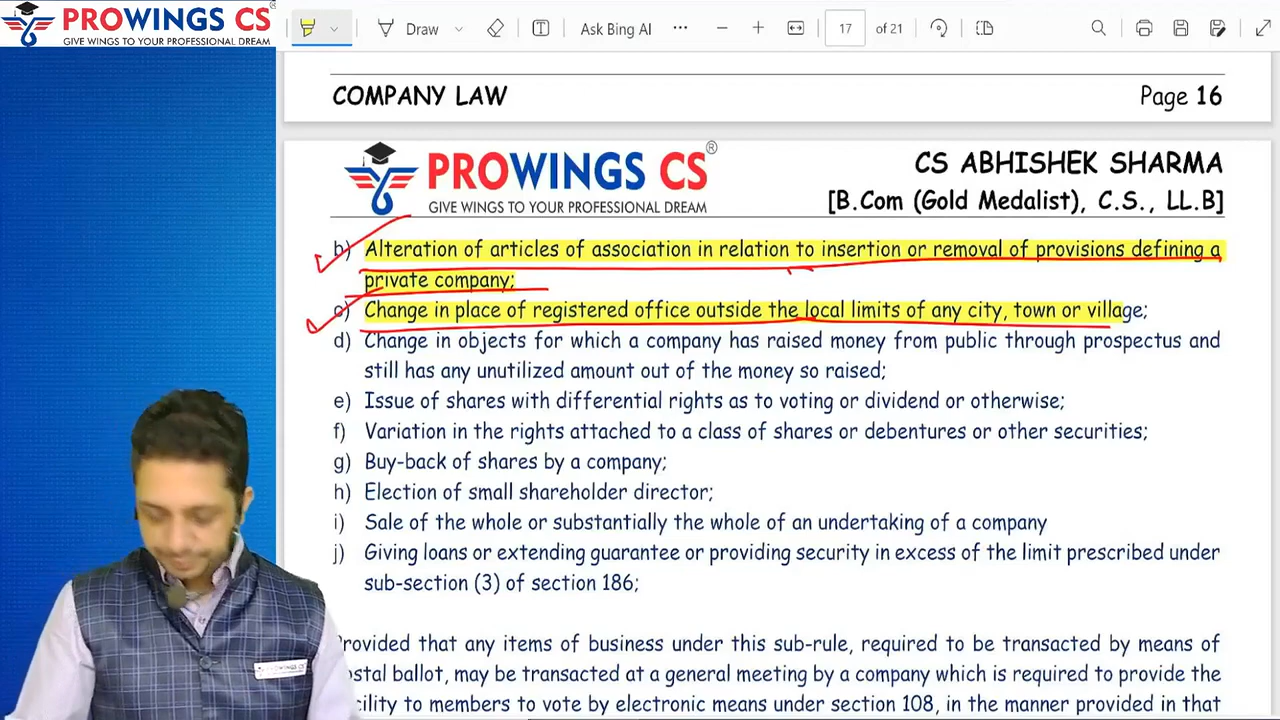 PROWINGS CS ®
GIVE WINGS TO YOUR PROFESSIONAL DREAM
Draw
Ask Bing AI
17 of 21
COMPANY LAW Page 16
PROWINGS CS ®
GIVE WINGS TO YOUR PROFESSIONAL DREAM
CS ABHISHEK SHARMA
[B.Com (Gold Medalist), C.S., LL.B]
b) Alteration of articles of association in relation to insertion or removal of provisions defining a
private company;
c) Change in place of registered office outside the local limits of any city, town or village;
d) Change in objects for which a company has raised money from public through prospectus and
still has any unutilized amount out of the money so raised;
e) Issue of shares with differential rights as to voting or dividend or otherwise;
f) Variation in the rights attached to a class of shares or debentures or other securities;
g) Buy-back of shares by a company;
h) Election of small shareholder director;
i) Sale of the whole or substantially the whole of an undertaking of a company
j) Giving loans or extending guarantee or providing security in excess of the limit prescribed under
sub-section (3) of section 186;
rovided that any items of business under this sub-rule, required to be transacted by means of
stal ballot, may be transacted at a general meeting by a company which is required to provide the
cility to members to vote by electronic means under section 108, in the manner provided in that